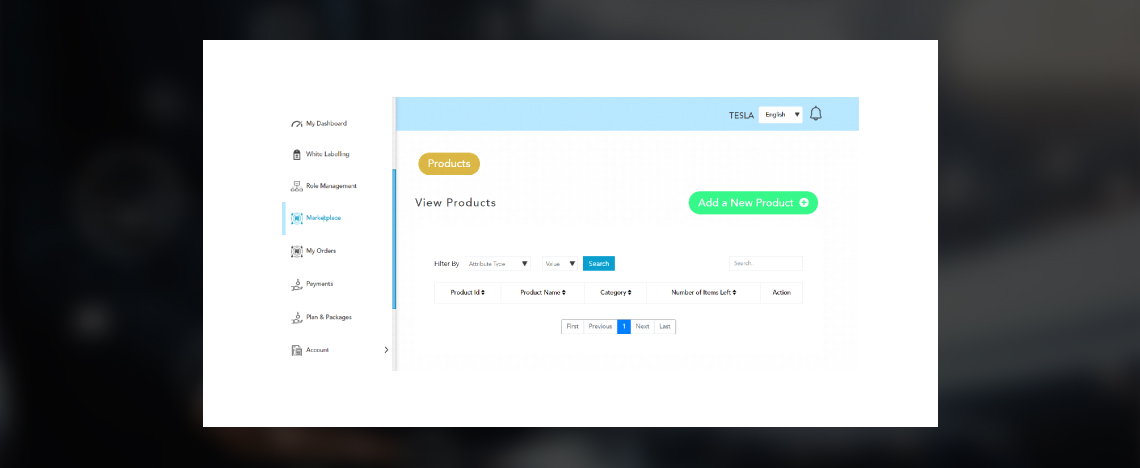 TESLA
English
My Dashboard
White Labelling
Role Management
Marketplace
My Orders
Payments
Plan & Packages
Account
Products
View Products
Add a New Product
Filter By
Attribute Type
Value
Search
Search..
Product Id
Product Name
Category
Number of Items Left
Action
First
Previous
1
Next
Last